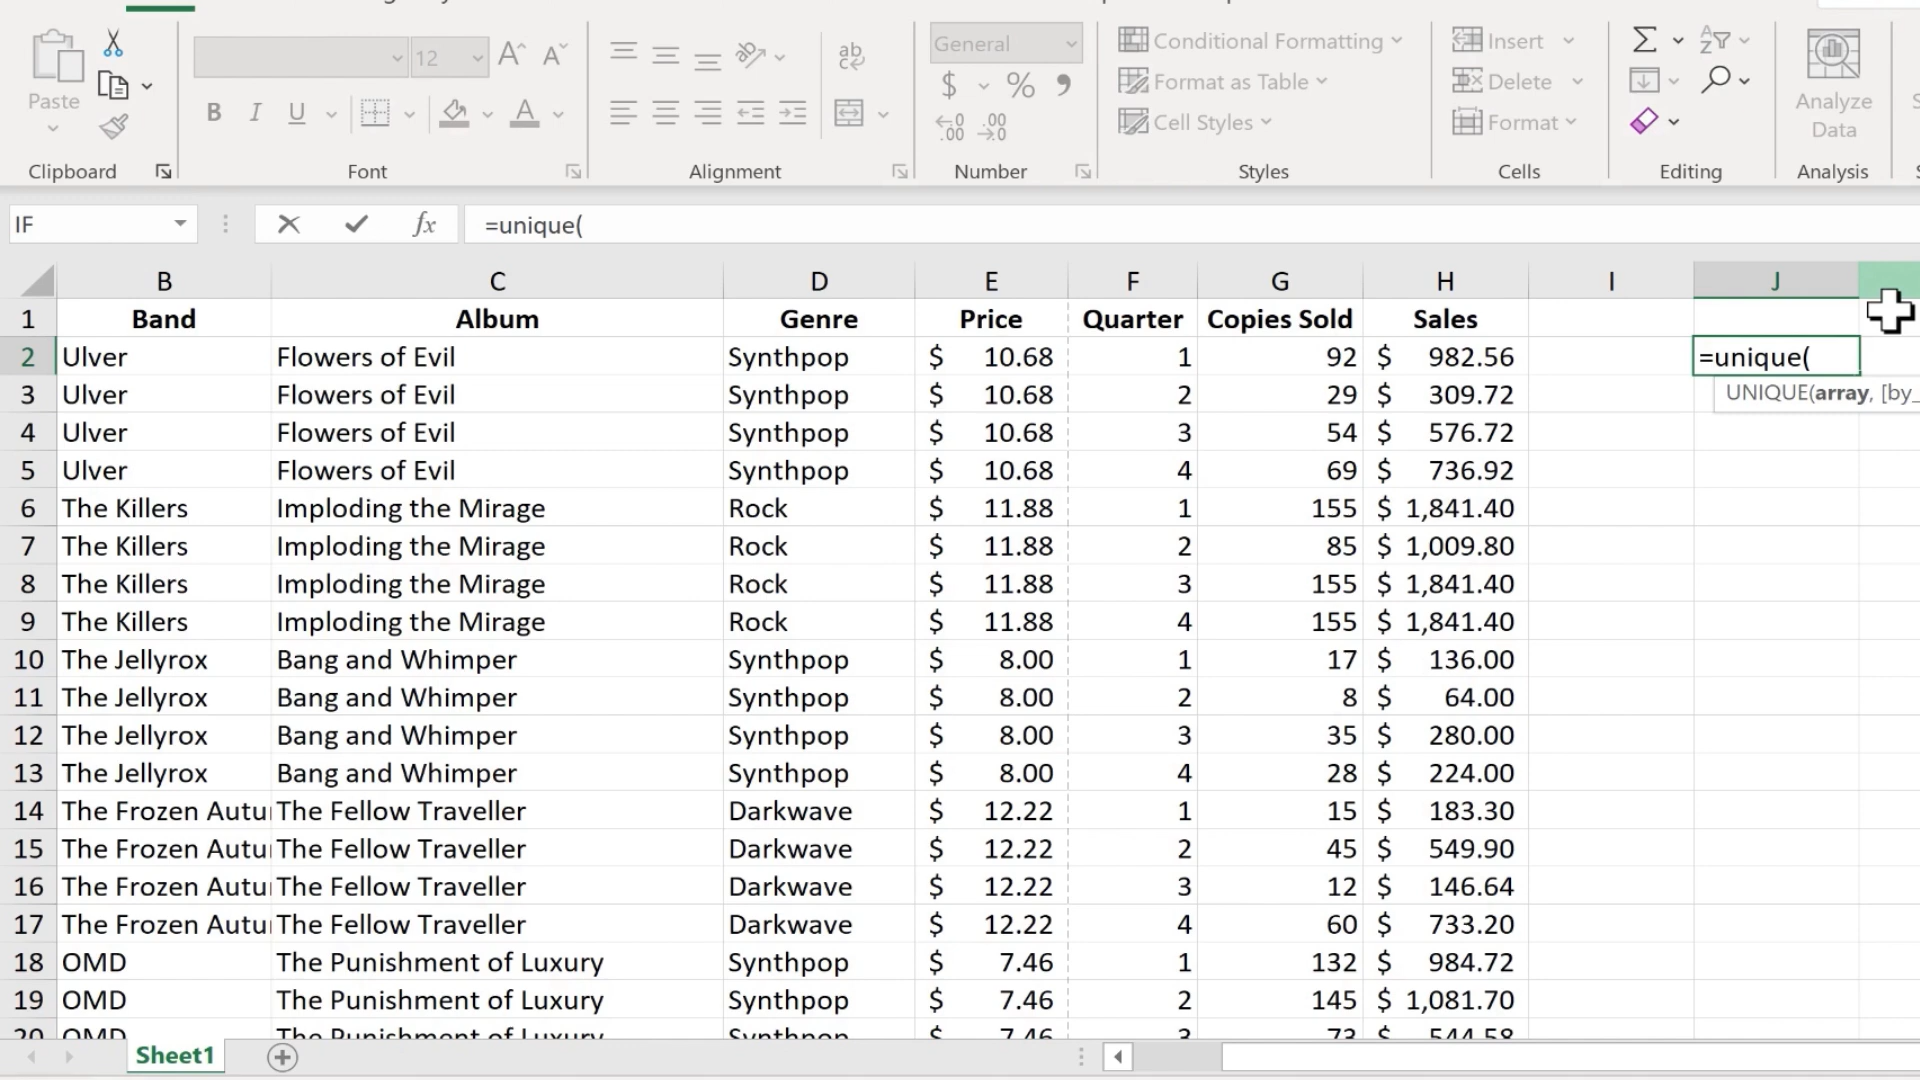 General
12
ab
Conditional Formatting
Insert
Paste
Format as Table
Delete
Analyze
Data
B I U
A
$ % ,
Cell Styles
Format
Clipboard
Font
Alignment
Number
Styles
Cells
Editing
Analysis
IF
fx
=unique(
B C D E F G H I J
1 Band Album Genre Price Quarter Copies Sold Sales
2 Ulver Flowers of Evil Synthpop $ 10.68 1 92 $ 982.56 =unique(
UNIQUE(array, [by_
3 Ulver Flowers of Evil Synthpop $ 10.68 2 29 $ 309.72
4 Ulver Flowers of Evil Synthpop $ 10.68 3 54 $ 576.72
5 Ulver Flowers of Evil Synthpop $ 10.68 4 69 $ 736.92
6 The Killers Imploding the Mirage Rock $ 11.88 1 155 $ 1,841.40
7 The Killers Imploding the Mirage Rock $ 11.88 2 85 $ 1,009.80
8 The Killers Imploding the Mirage Rock $ 11.88 3 155 $ 1,841.40
9 The Killers Imploding the Mirage Rock $ 11.88 4 155 $ 1,841.40
10 The Jellyrox Bang and Whimper Synthpop $ 8.00 1 17 $ 136.00
11 The Jellyrox Bang and Whimper Synthpop $ 8.00 2 8 $ 64.00
12 The Jellyrox Bang and Whimper Synthpop $ 8.00 3 35 $ 280.00
13 The Jellyrox Bang and Whimper Synthpop $ 8.00 4 28 $ 224.00
14 The Frozen Autu The Fellow Traveller Darkwave $ 12.22 1 15 $ 183.30
15 The Frozen Autu The Fellow Traveller Darkwave $ 12.22 2 45 $ 549.90
16 The Frozen Autu The Fellow Traveller Darkwave $ 12.22 3 12 $ 146.64
17 The Frozen Autu The Fellow Traveller Darkwave $ 12.22 4 60 $ 733.20
18 OMD The Punishment of Luxury Synthpop $ 7.46 1 132 $ 984.72
19 OMD The Punishment of Luxury Synthpop $ 7.46 2 145 $ 1,081.70
20 OMD The Punishment of Luxury Synthpop $ 7.46 3 73 $ 544.58
Sheet1